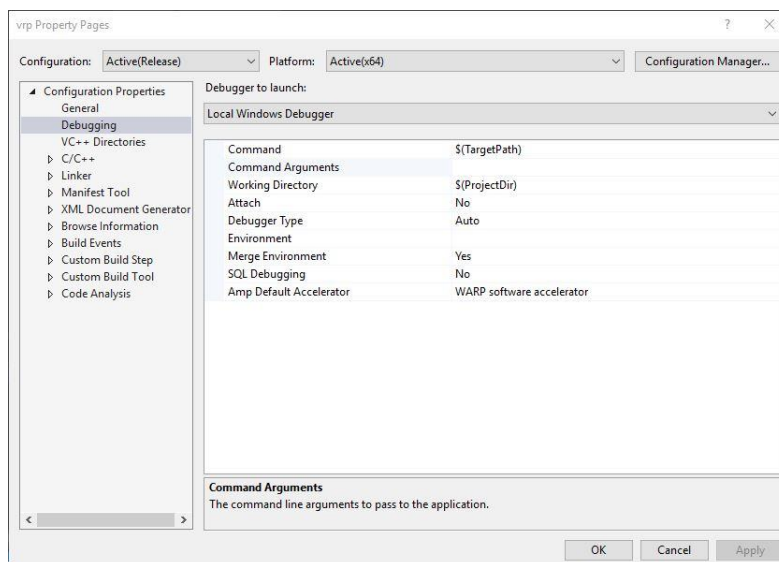 vrp Property Pages
? ×
Configuration: Active(Release) Platform: Active(x64) Configuration Manager...
Configuration Properties
General
Debugging
VC++ Directories
C/C++
Linker
Manifest Tool
XML Document Generator
Browse Information
Build Events
Custom Build Step
Custom Build Tool
Code Analysis
Debugger to launch:
Local Windows Debugger
Command $(TargetPath)
Command Arguments
Working Directory $(ProjectDir)
Attach No
Debugger Type Auto
Environment
Merge Environment Yes
SQL Debugging No
Amp Default Accelerator WARP software accelerator
Command Arguments
The command line arguments to pass to the application.
OK Cancel Apply